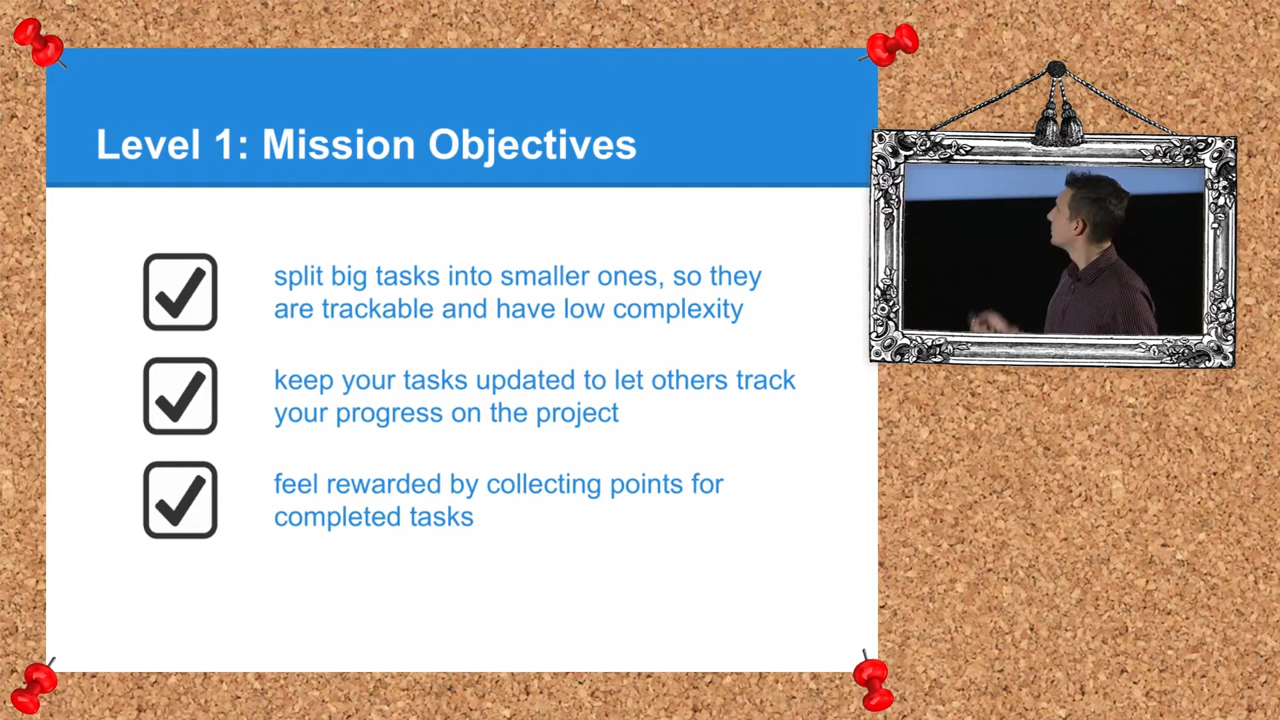 Level 1: Mission Objectives
split big tasks into smaller ones, so they
are trackable and have low complexity
keep your tasks updated to let others track
your progress on the project
feel rewarded by collecting points for
completed tasks